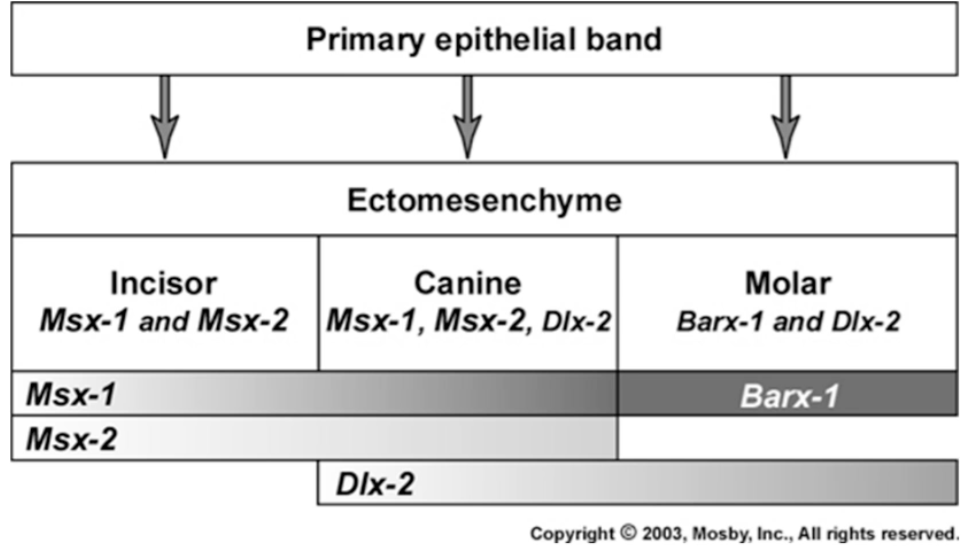 Primary epithelial band
Ectomesenchyme
Incisor
Msx-1 and Msx-2
Canine
Msx-1, Msx-2, Dlx-2
Molar
Barx-1 and Dlx-2
Msx-1
Barx-1
Msx-2
Dlx-2
Copyright © 2003, Mosby, Inc., All rights reserved.